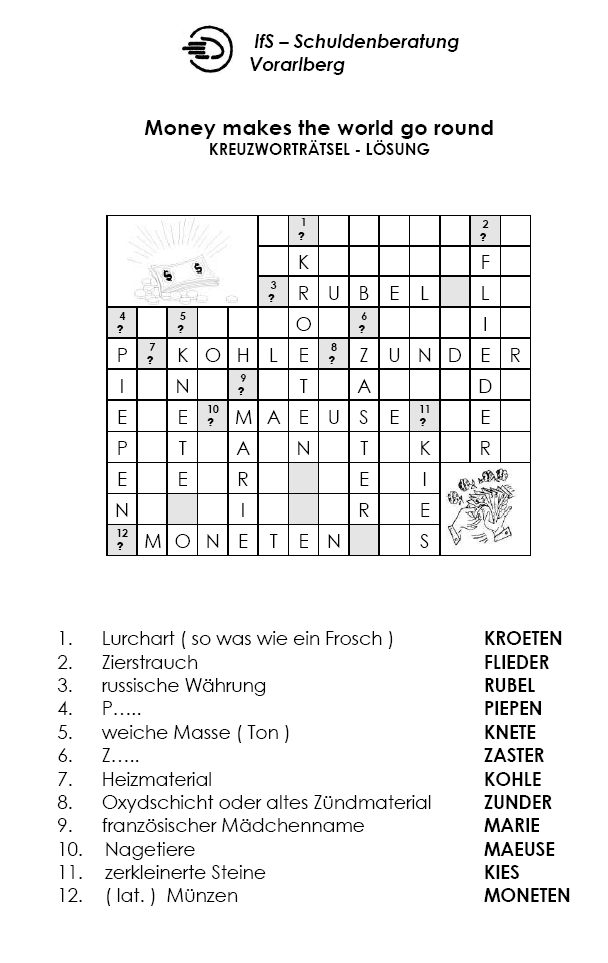 IfS – Schuldenberatung
Vorarlberg
Money makes the world go round
KREUZWORTRÄTSEL - LÖSUNG
1 ? 2 ?
K F
$ $ 3 ? R U B E L L
4 ? 5 ? O 6 ? I
P 7 ? K O H L E 8 ? Z U N D E R
I N 9 ? T A D
E E 10 ? M A E U S E 11 ? E
P T A N T K R
E E R E I
N I R E
12 ? M O N E T E N S
1. Lurchart ( so was wie ein Frosch ) KROETEN
2. Zierstrauch FLIEDER
3. russische Währung RUBEL
4. P….. PIEPEN
5. weiche Masse ( Ton ) KNETE
6. Z….. ZASTER
7. Heizmaterial KOHLE
8. Oxydschicht oder altes Zündmaterial ZUNDER
9. französischer Mädchenname MARIE
10. Nagetiere MAEUSE
11. zerkleinerte Steine KIES
12. ( lat. ) Münzen MONETEN